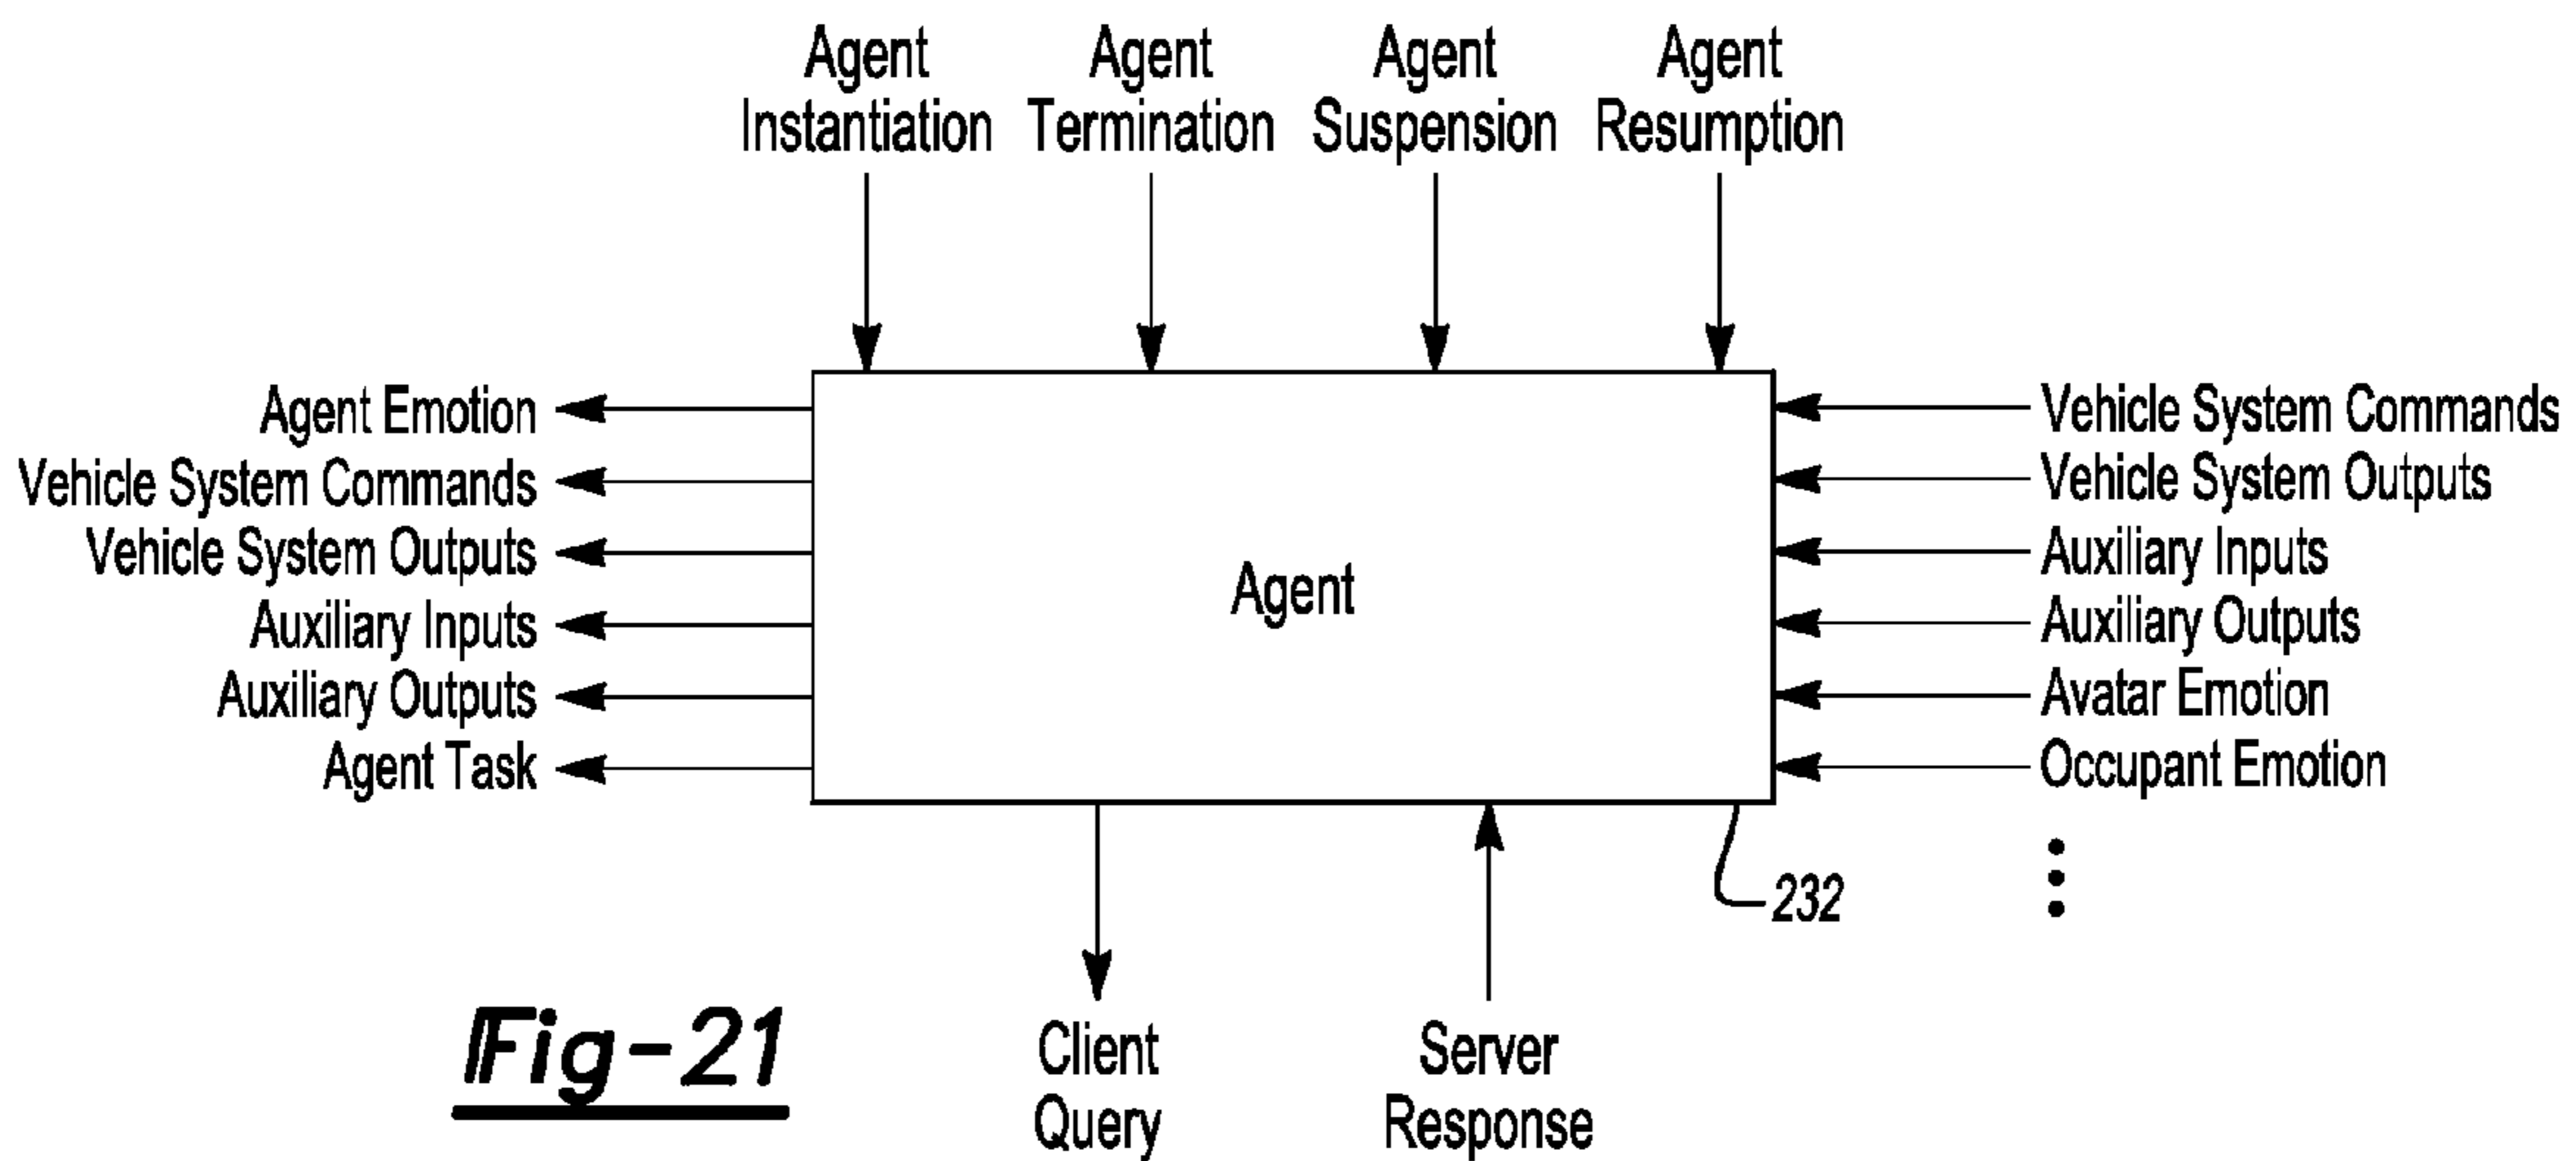 Agent Instantiation
Agent Termination
Agent Suspension
Agent Resumption
Agent Emotion
Vehicle System Commands
Vehicle System Outputs
Auxiliary Inputs
Auxiliary Outputs
Agent Task
Agent
Vehicle System Commands
Vehicle System Outputs
Auxiliary Inputs
Auxiliary Outputs
Avatar Emotion
Occupant Emotion
232
Client
Query
Server
Response
Fig-21